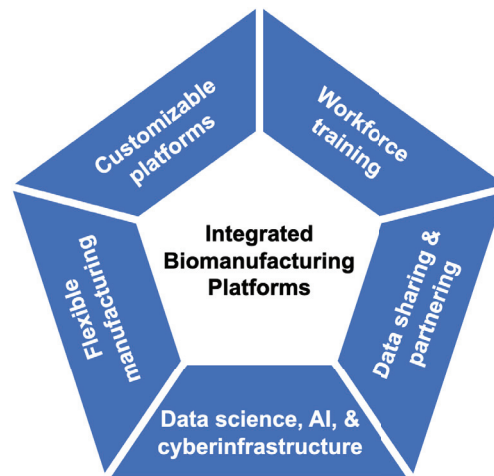 Customizable
platforms
Workforce
training
Integrated
Biomanufacturing
Platforms
Flexible
manufacturing
Data sharing &
partnering
Data science, AI, &
cyberinfrastructure